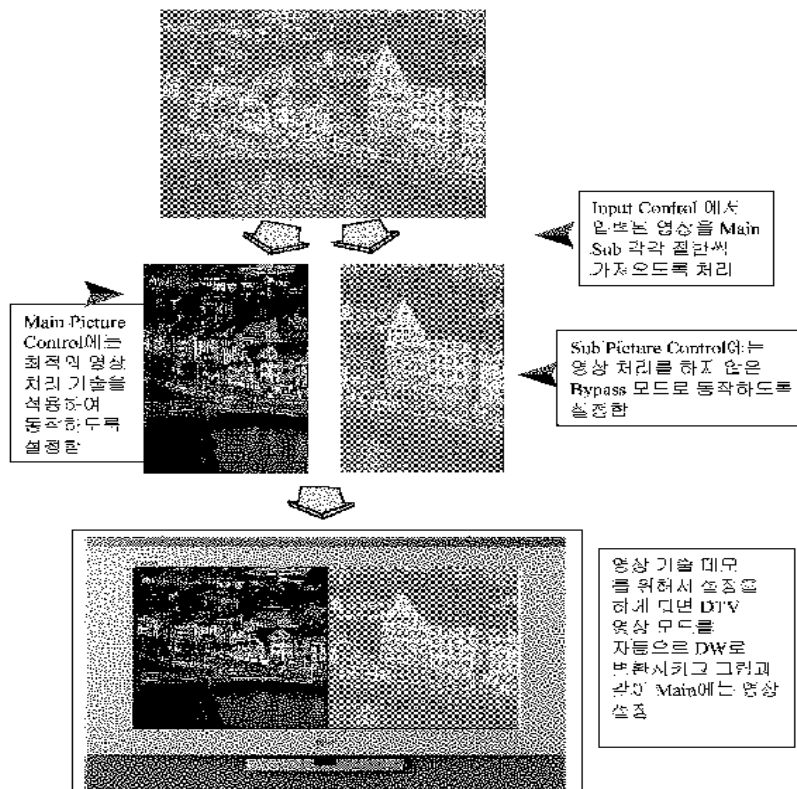 Input Control 에서
입력된 영상을 Main
Sub 각각 절반씩
가져오도록 처리
Main Picture
Control에는
최적의 영상
처리 기술을
적용하여
동작하도록
설정함
Sub Picture Control에는
영상 처리를 하지 않은
Bypass 모드로 동작하도록
설정함
영상 기술 데모
를 위해서 설정을
하게 되면 DTV
영상 모드를
자동으로 DW로
변환시키고 그림과
같이 Main에는 영상
설정